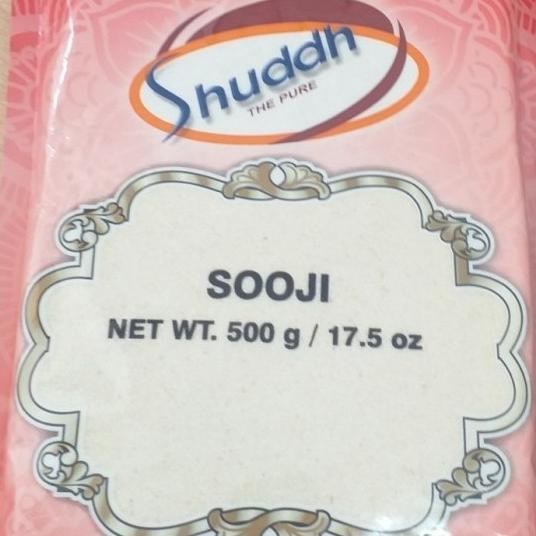 Shuddh
THE PURE
SOOJI
NET WT. 500 g / 17.5 oz